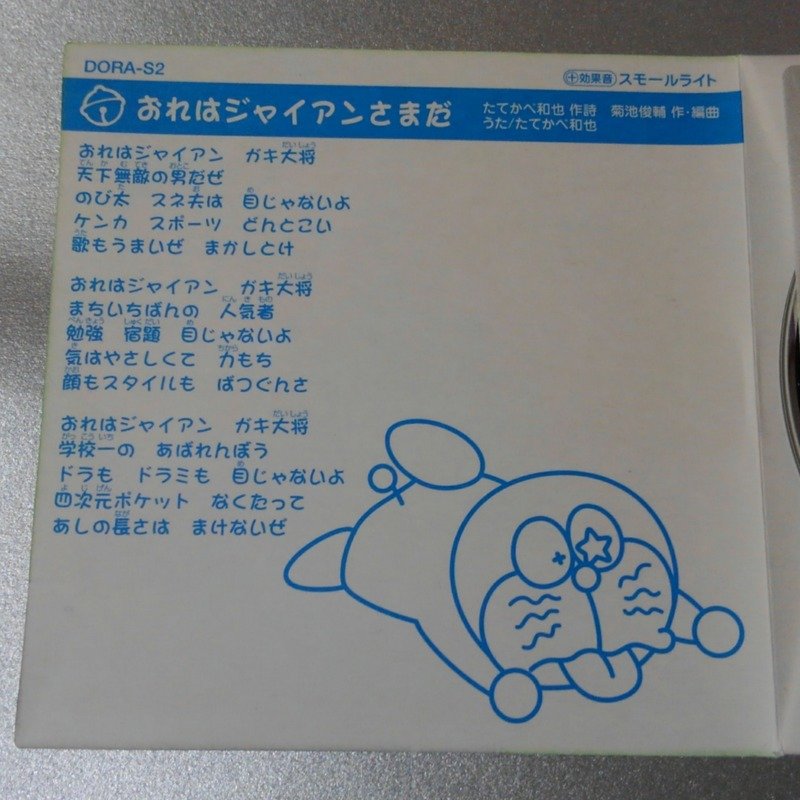 DORA-S2
＋効果音 スモールライト
おれはジャイアンさまだ
たてかべ和也 作詩 菊池俊輔 作・編曲
うた/たてかべ和也
おれはジャイアン ガキ大将
天下無敵の男だぜ
のび太 スネ夫は 目じゃないよ
ケンカ スポーツ どんとこい
歌もうまいぜ まかしとけ
おれはジャイアン ガキ大将
まちいちばんの 人気者
勉強 宿題 目じゃないよ
気はやさしくて 力もち
顔もスタイルも ばつぐんさ
おれはジャイアン ガキ大将
学校一の あばれんぼう
ドラも ドラミも 目じゃないよ
四次元ポケット なくたって
あしの長さは まけないぜ